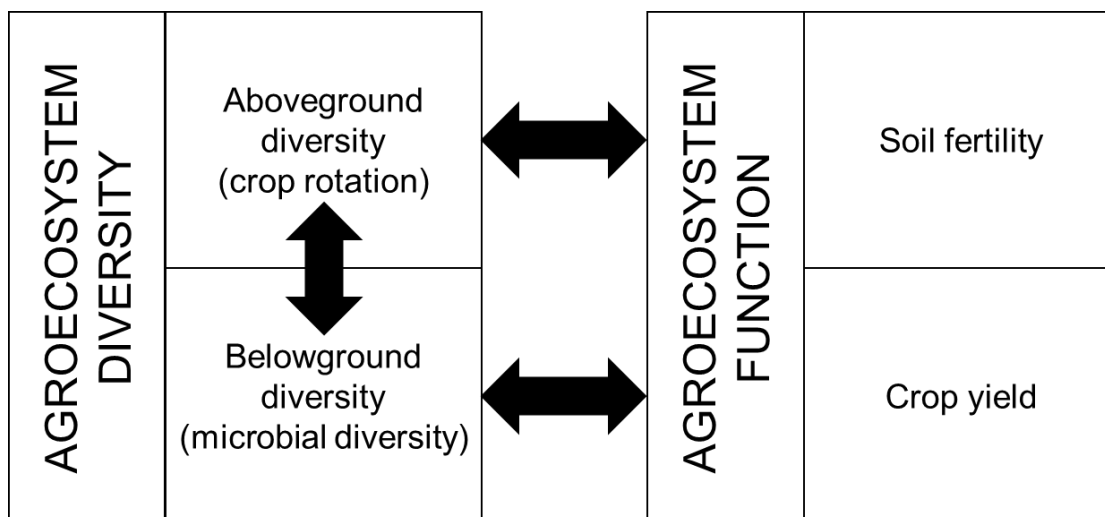 AGROECOSYSTEM
DIVERSITY
Aboveground
diversity
(crop rotation)
Belowground
diversity
(microbial diversity)
AGROECOSYSTEM
FUNCTION
Soil fertility
Crop yield